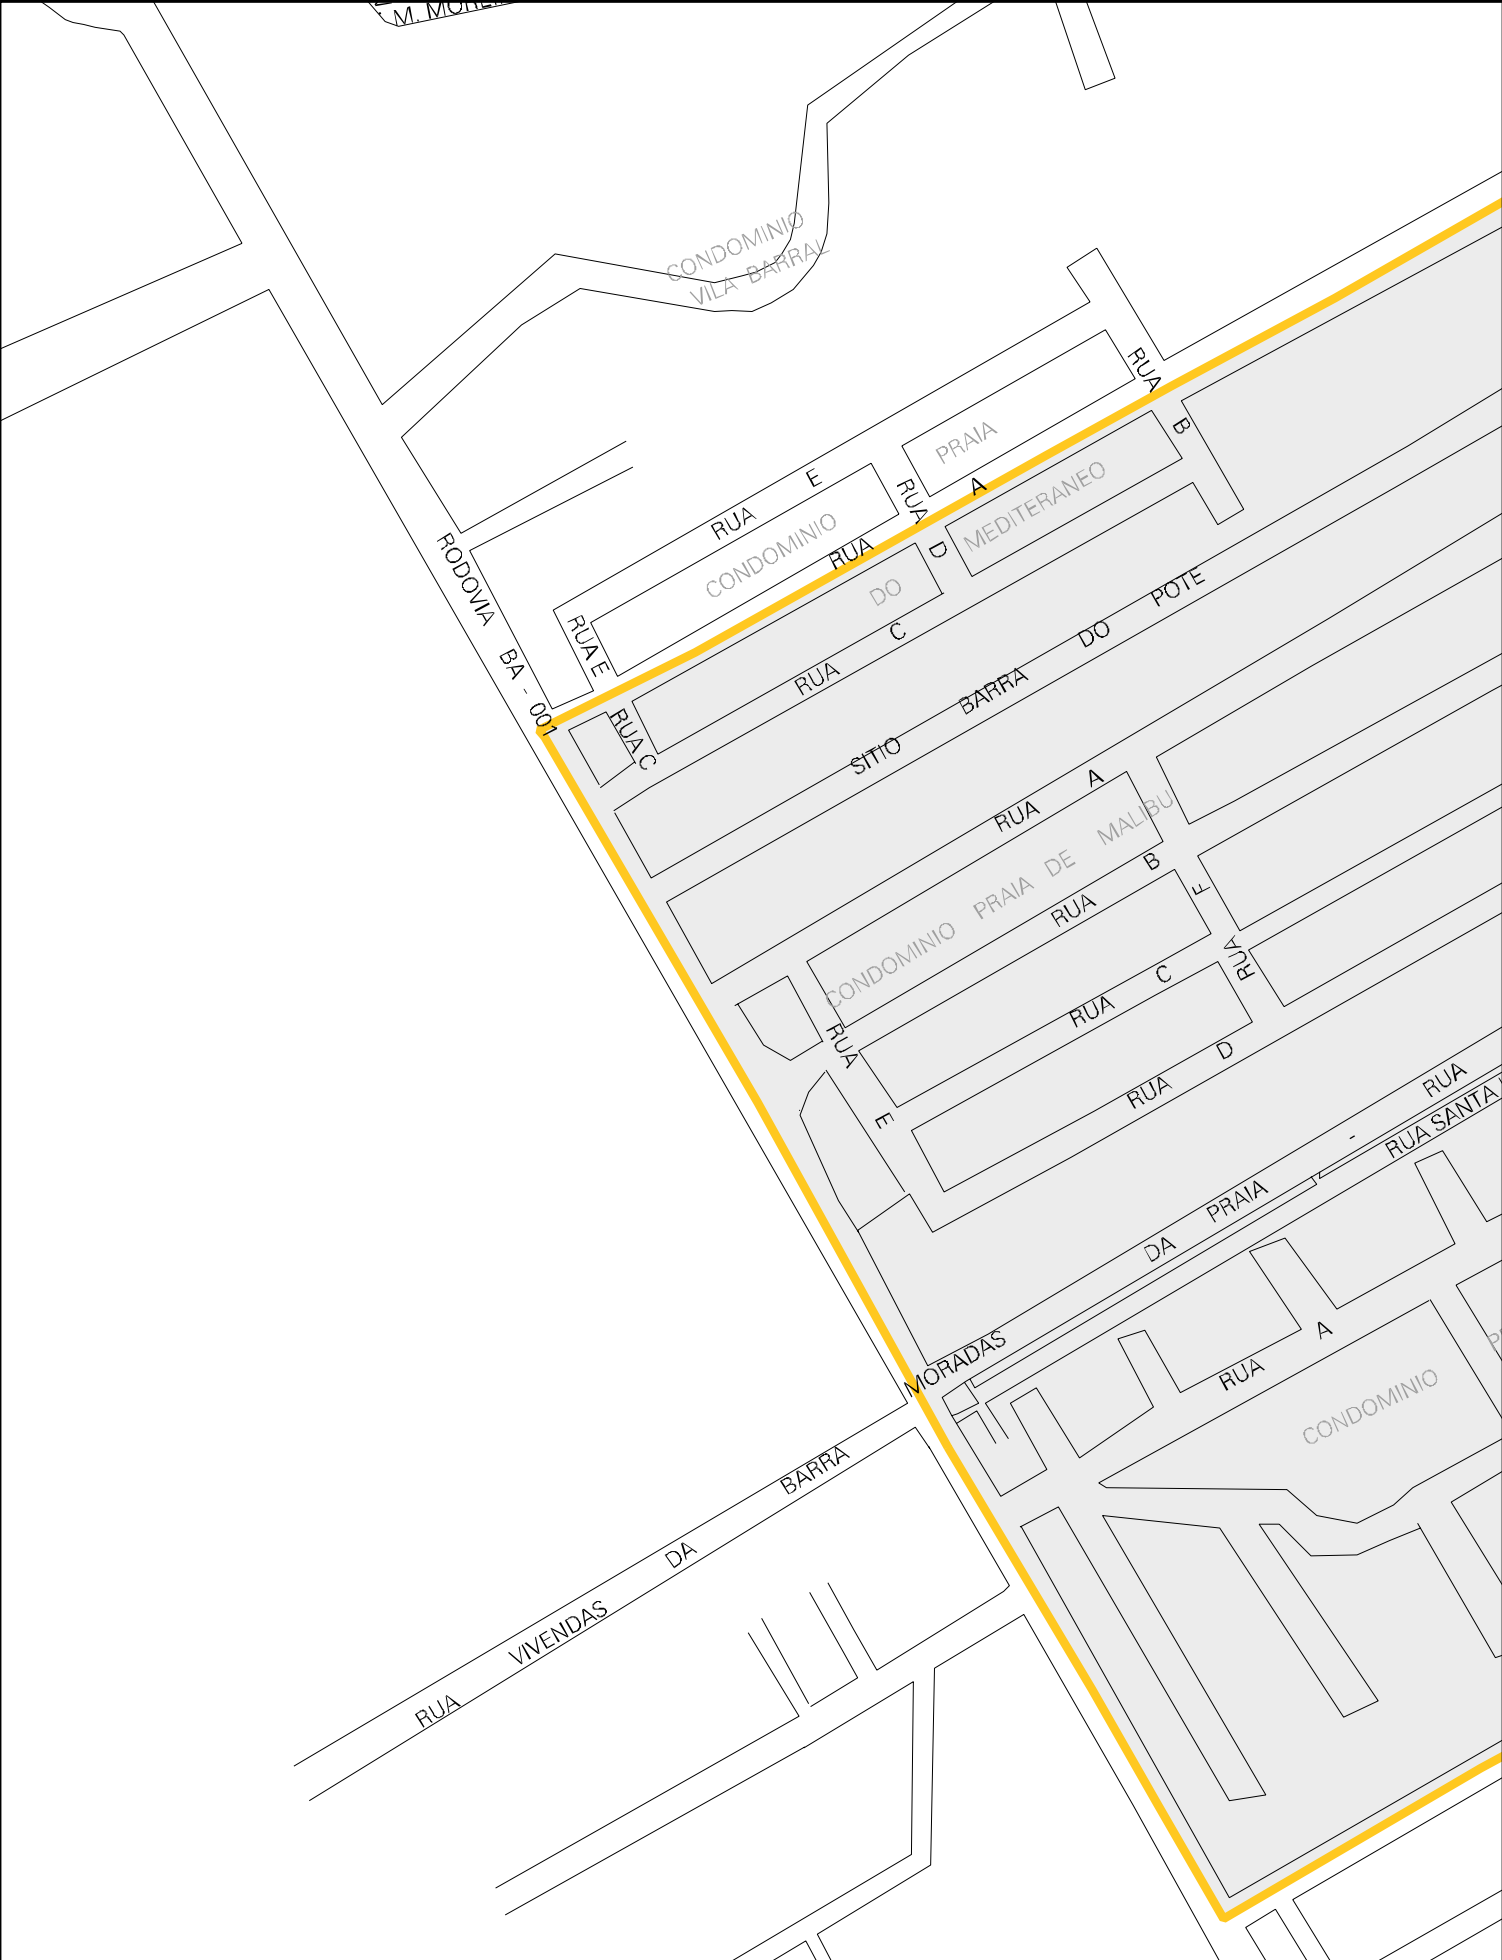 CONDOMINIO
VILA BARRAL
RUA B
PRAIA
RUA E
CONDOMINIO
RUA D
RUA A
MEDITERANEO
DO
RODOVIA BA - 001
RUA E
RUA C
RUA C
SITIO BARRA DO POTE
RUA A
CONDOMINIO PRAIA DE MALIBU
RUA B
RUA F
RUA C
RUA E
RUA D
MORADAS DA PRAIA - RUA
RUA SANTA
RUA A
CONDOMINIO
RUA VIVENDAS DA BARRA